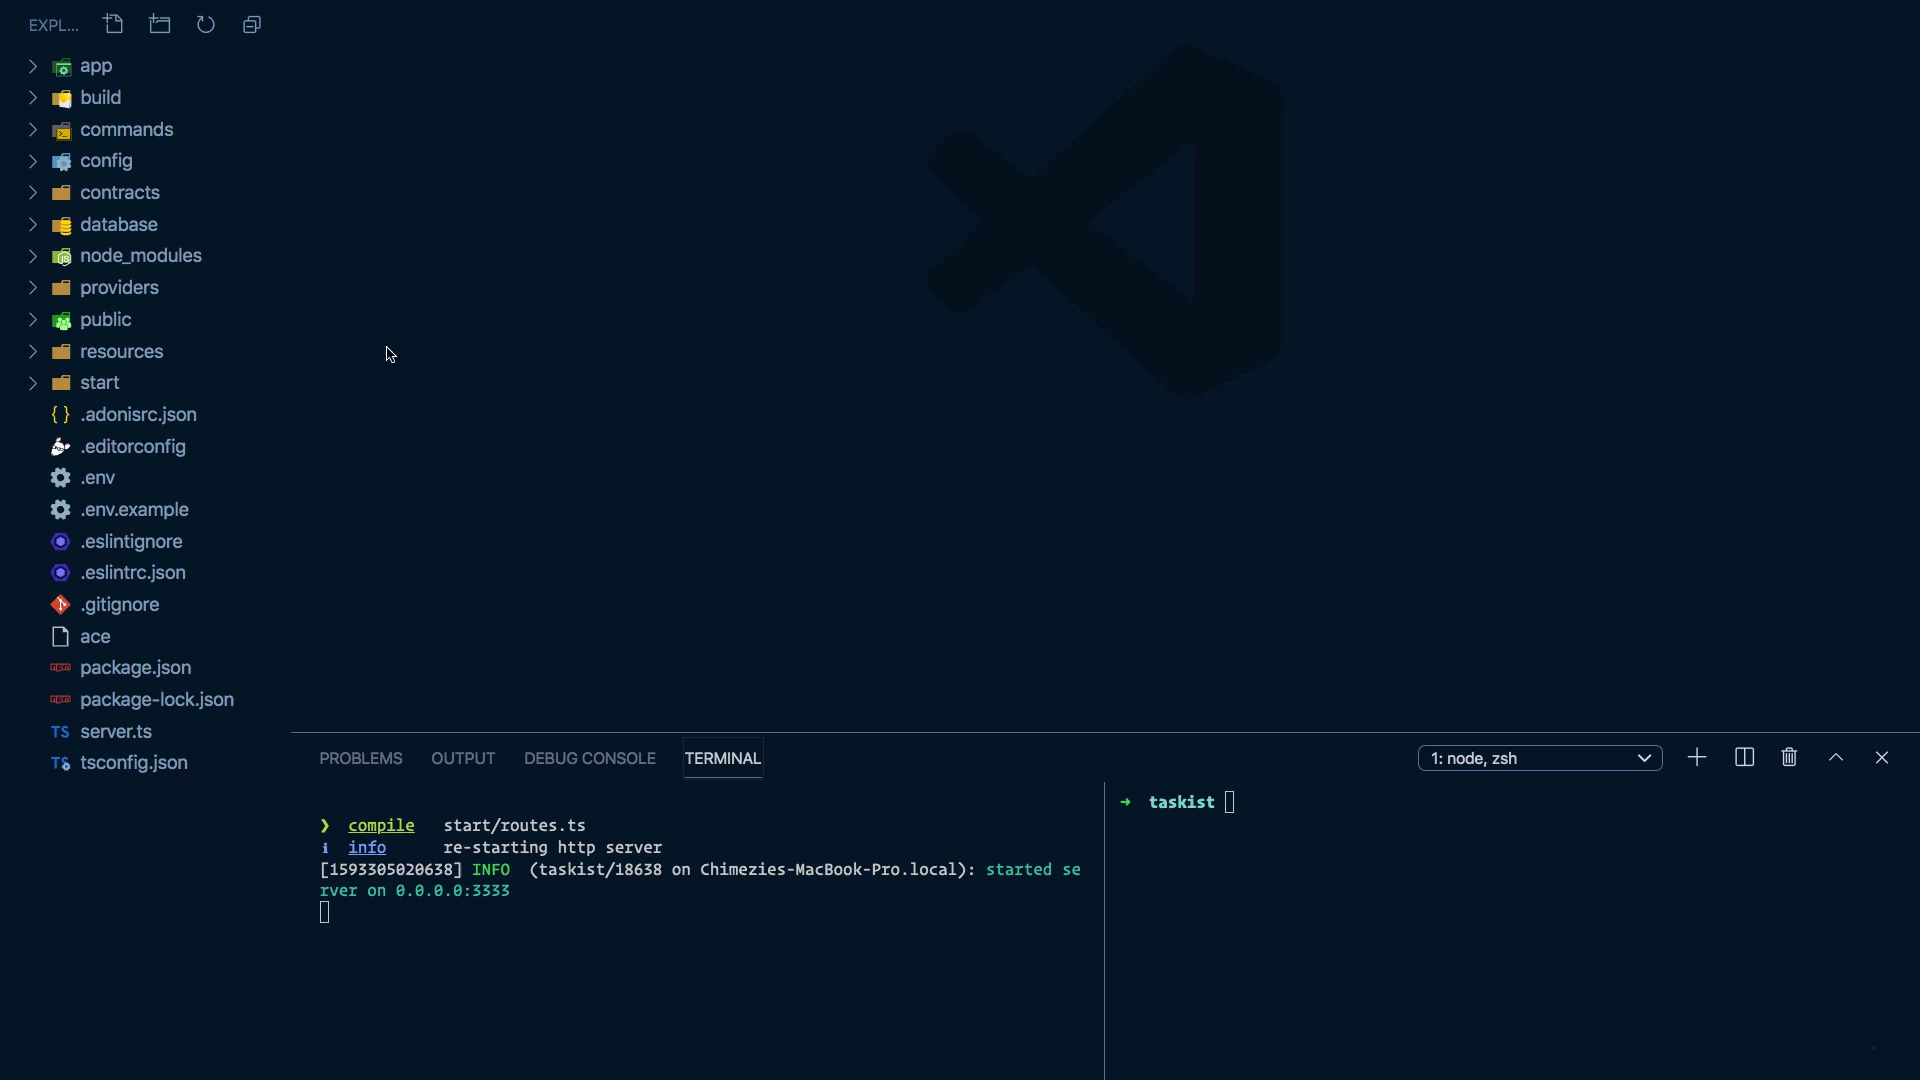 EXPL...
app
build
commands
config
contracts
database
node_modules
providers
public
resources
start
.adonisrc.json
.editorconfig
.env
.env.example
.eslintignore
.eslintrc.json
.gitignore
ace
package.json
package-lock.json
TS server.ts
TS tsconfig.json
PROBLEMS OUTPUT DEBUG CONSOLE TERMINAL 1: node, zsh
❯ compile start/routes.ts
ℹ info re-starting http server
[1593305020638] INFO (taskist/18638 on Chimezies-MacBook-Pro.local): started se
rver on 0.0.0.0:3333
→ taskist